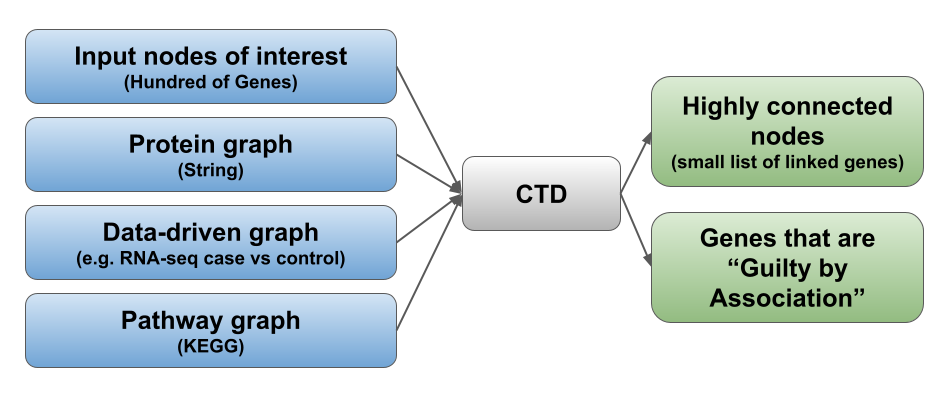 Input nodes of interest
(Hundred of Genes)
Protein graph
(String)
Data-driven graph
(e.g. RNA-seq case vs control)
Pathway graph
(KEGG)
CTD
Highly connected
nodes
(small list of linked genes)
Genes that are
“Guilty by
Association”